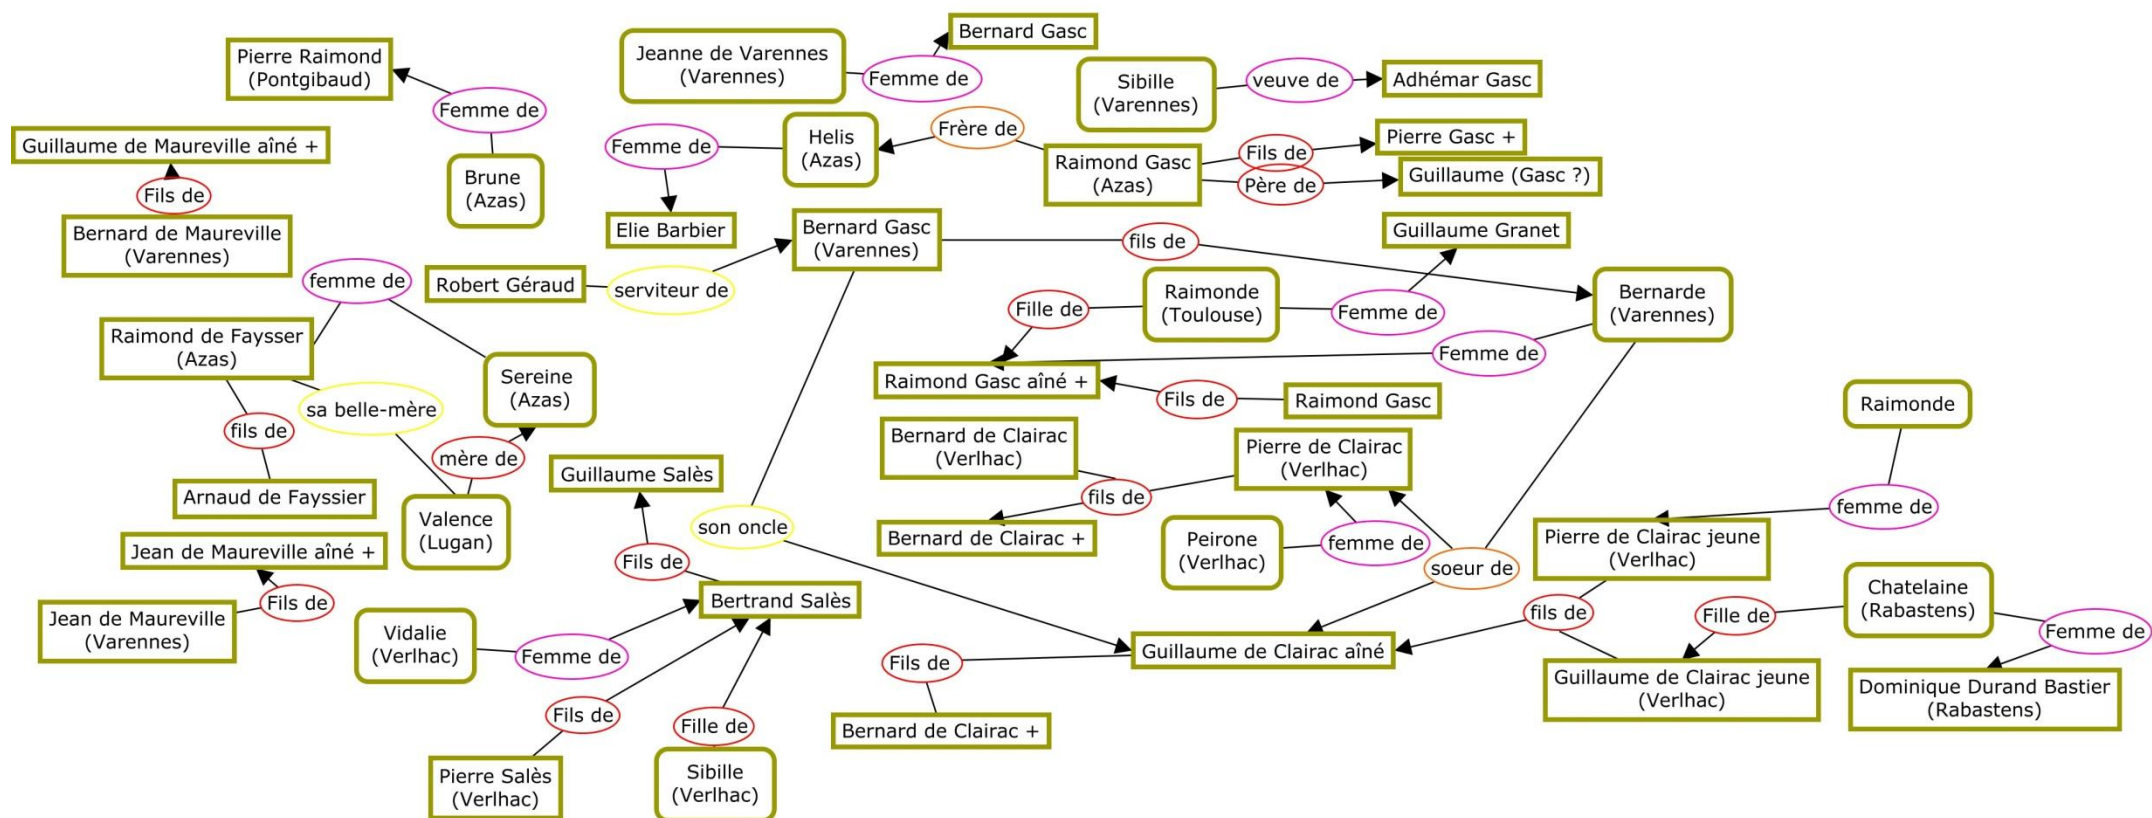 Bernard Gasc
Jeanne de Varennes
(Varennes)
Femme de
Pierre Raimond
(Pontgibaud)
Sibille
(Varennes)
veuve de
Adhémar Gasc
Femme de
Guillaume de Maureville aîné +
Femme de
Helis
(Azas)
Frère de
Raimond Gasc
(Azas)
Fils de
Pierre Gasc +
Père de
Guillaume (Gasc ?)
Brune
(Azas)
Fils de
Bernard de Maureville
(Varennes)
Elie Barbier
Bernard Gasc
(Varennes)
fils de
Guillaume Granet
femme de
Robert Géraud
serviteur de
Raimonde
(Toulouse)
Fille de
Femme de
Bernarde
(Varennes)
Raimond de Faysser
(Azas)
Femme de
Sereine
(Azas)
Raimond Gasc aîné +
Fils de
Raimond Gasc
sa belle-mère
Raimonde
fils de
mère de
Bernard de Clairac
(Verlhac)
Pierre de Clairac
(Verlhac)
Guillaume Salès
Arnaud de Fayssier
fils de
femme de
Valence
(Lugan)
son oncle
Bernard de Clairac +
Peirone
(Verlhac)
femme de
Pierre de Clairac jeune
(Verlhac)
Jean de Maureville aîné +
Fils de
soeur de
Fils de
Bertrand Salès
Chatelaine
(Rabastens)
Jean de Maureville
(Varennes)
fils de
Fille de
Femme de
Vidalie
(Verlhac)
Femme de
Fils de
Guillaume de Clairac aîné
Guillaume de Clairac jeune
(Verlhac)
Dominique Durand Bastier
(Rabastens)
Fils de
Fille de
Bernard de Clairac +
Pierre Salès
(Verlhac)
Sibille
(Verlhac)